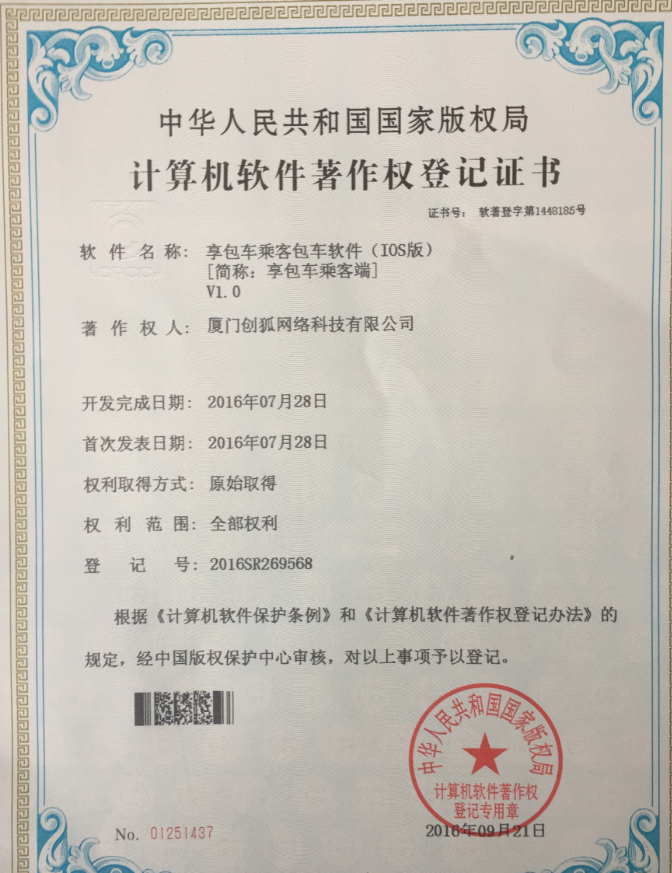 中华人民共和国国家版权局
计算机软件著作权登记证书
证书号： 软著登字第1448185号
软件名称： 享包车乘客包车软件（IOS版）
[简称：享包车乘客端]
V1.0
著作权人： 厦门创狐网络科技有限公司
开发完成日期： 2016年07月28日
首次发表日期： 2016年07月28日
权利取得方式： 原始取得
权利范围： 全部权利
登记号： 2016SR269568
根据《计算机软件保护条例》和《计算机软件著作权登记办法》的
规定，经中国版权保护中心审核，对以上事项予以登记。
中华人民共和国国家版权局
计算机软件著作权
登记专用章
2016年09月21日
No. 01251437